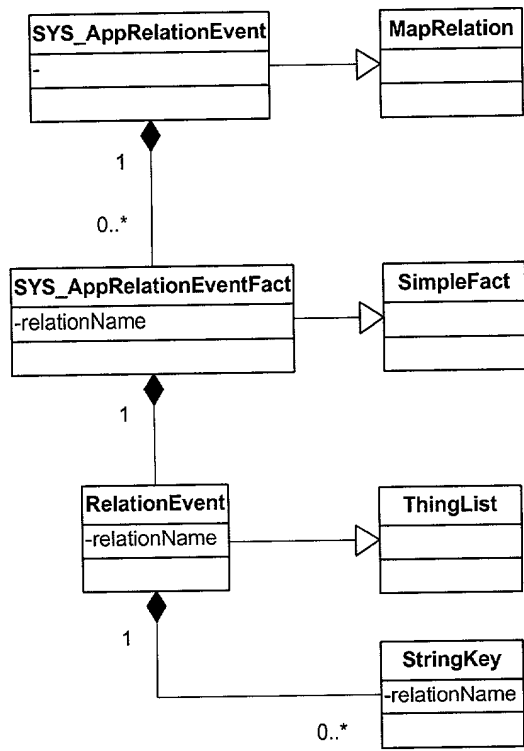 SYS_AppRelationEvent
-
MapRelation
1
0..*
SYS_AppRelationEventFact
-relationName
SimpleFact
1
RelationEvent
-relationName
ThingList
1
StringKey
-relationName
0..*